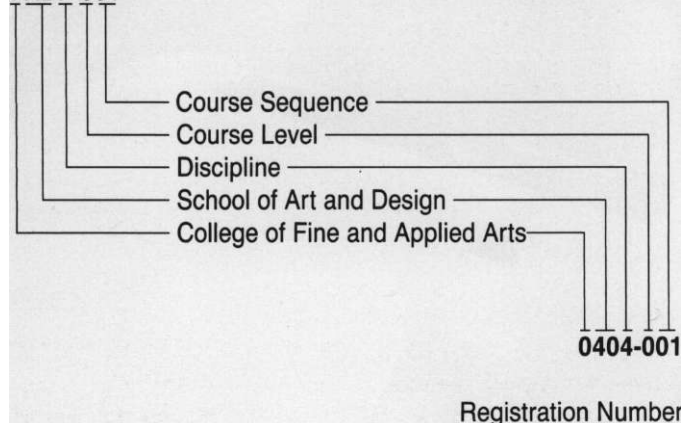 Course Sequence
Course Level
Discipline
School of Art and Design
College of Fine and Applied Arts
0404-001
Registration Number